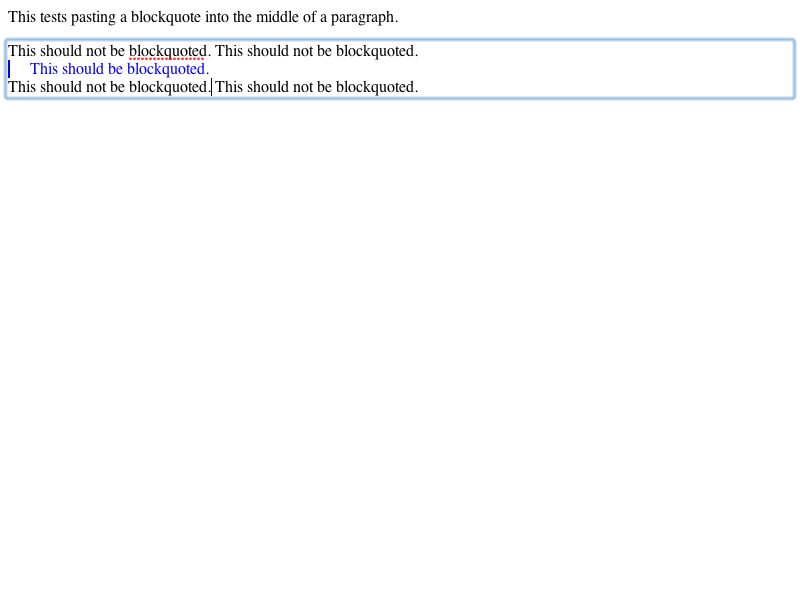 This tests pasting a blockquote into the middle of a paragraph.
This should not be blockquoted. This should not be blockquoted.
This should be blockquoted.
This should not be blockquoted. This should not be blockquoted.